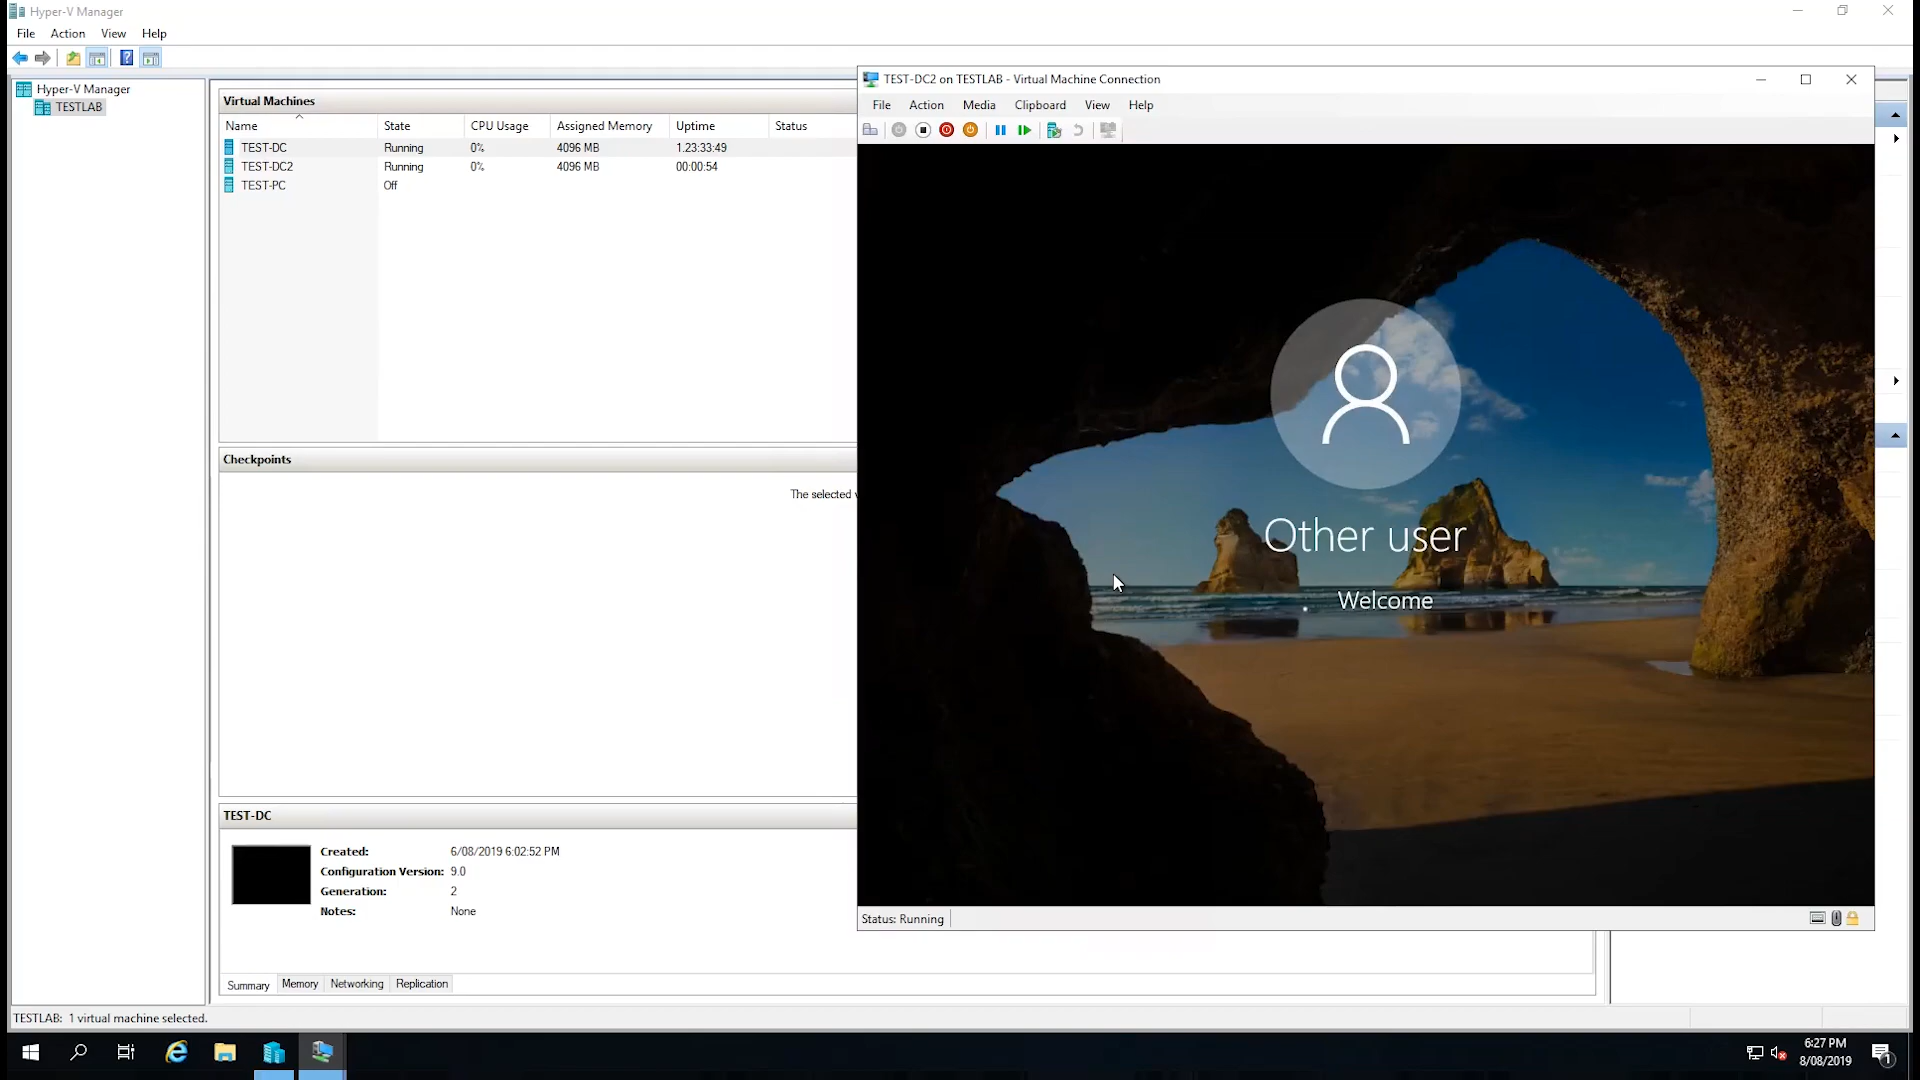 Hyper-V Manager
File Action View Help
Hyper-V Manager
TESTLAB
Virtual Machines
Name State CPU Usage Assigned Memory Uptime Status
TEST-DC Running 0% 4096 MB 1.23:33:49
TEST-DC2 Running 0% 4096 MB 00:00:54
TEST-PC Off
Checkpoints
The selected v
TEST-DC
Created: 6/08/2019 6:02:52 PM
Configuration Version: 9.0
Generation: 2
Notes: None
Summary Memory Networking Replication
TESTLAB: 1 virtual machine selected.
TEST-DC2 on TESTLAB - Virtual Machine Connection
File Action Media Clipboard View Help
Other user
Welcome
Status: Running
6:27 PM
8/08/2019
1